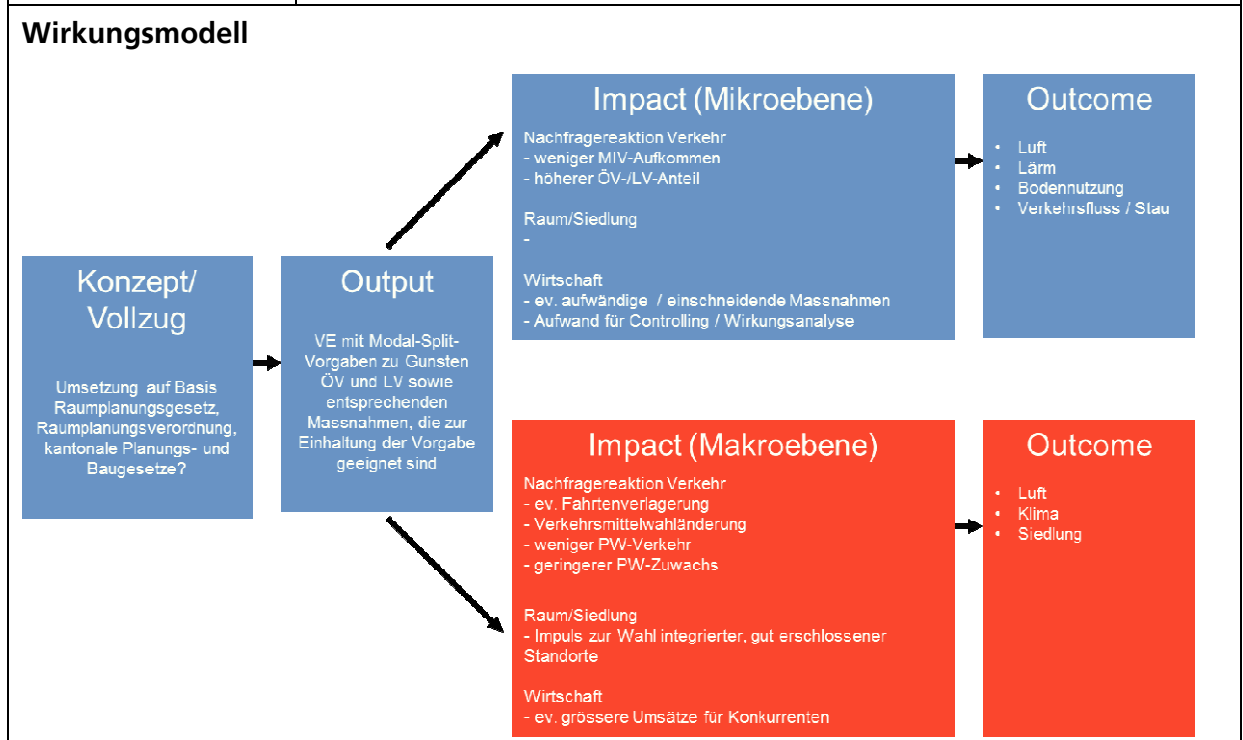 Wirkungsmodell
Konzept/
Vollzug
Umsetzung auf Basis
Raumplanungsgesetz,
Raumplanungsverordnung,
kantonale Planungs- und
Baugesetze?
Output
VE mit Modal-Split-
Vorgaben zu Gunsten
ÖV und LV sowie
entsprechenden
Massnahmen, die zur
Einhaltung der Vorgabe
geeignet sind
Impact (Mikroebene)
Nachfragereaktion Verkehr
- weniger MIV-Aufkommen
- höherer ÖV-/LV-Anteil
Raum/Siedlung
-
Wirtschaft
- ev. aufwändige / einschneidende Massnahmen
- Aufwand für Controlling / Wirkungsanalyse
Outcome
• Luft
• Lärm
• Bodennutzung
• Verkehrsfluss / Stau
Impact (Makroebene)
Nachfragereaktion Verkehr
- ev. Fahrtenverlagerung
- Verkehrsmittelwahländerung
- weniger PW-Verkehr
- geringerer PW-Zuwachs
Raum/Siedlung
- Impuls zur Wahl integrierter, gut erschlossener
Standorte
Wirtschaft
- ev. grössere Umsätze für Konkurrenten
Outcome
• Luft
• Klima
• Siedlung